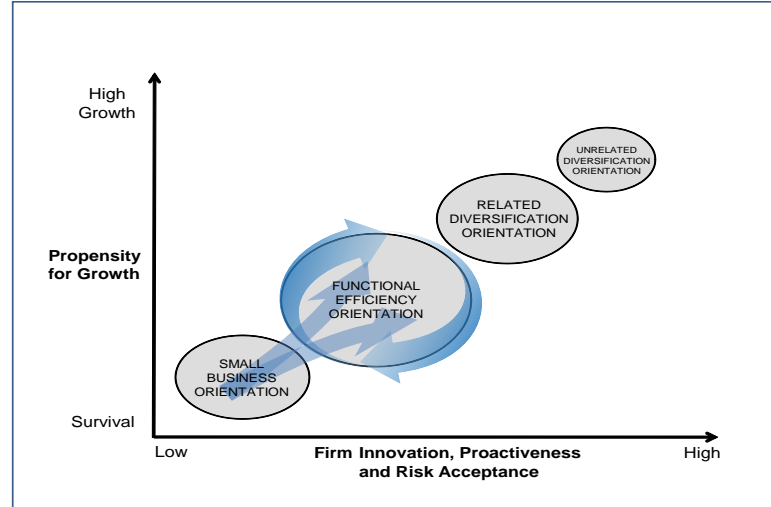 High
Growth
UNRELATED
DIVERSIFICATION
ORIENTATION
RELATED
DIVERSIFICATION
ORIENTATION
Propensity
for Growth
FUNCTIONAL
EFFICIENCY
ORIENTATION
SMALL
BUSINESS
ORIENTATION
Survival
Low
Firm Innovation, Proactiveness
and Risk Acceptance
High